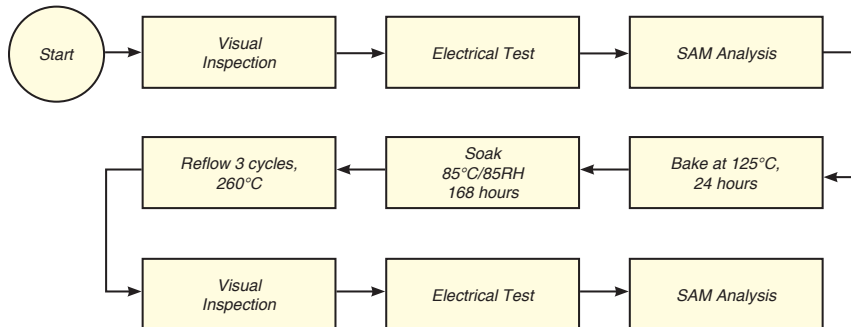 Start
Visual
Inspection
Electrical Test
SAM Analysis
Reflow 3 cycles,
260°C
Soak
85°C/85RH
168 hours
Bake at 125°C,
24 hours
Visual
Inspection
Electrical Test
SAM Analysis